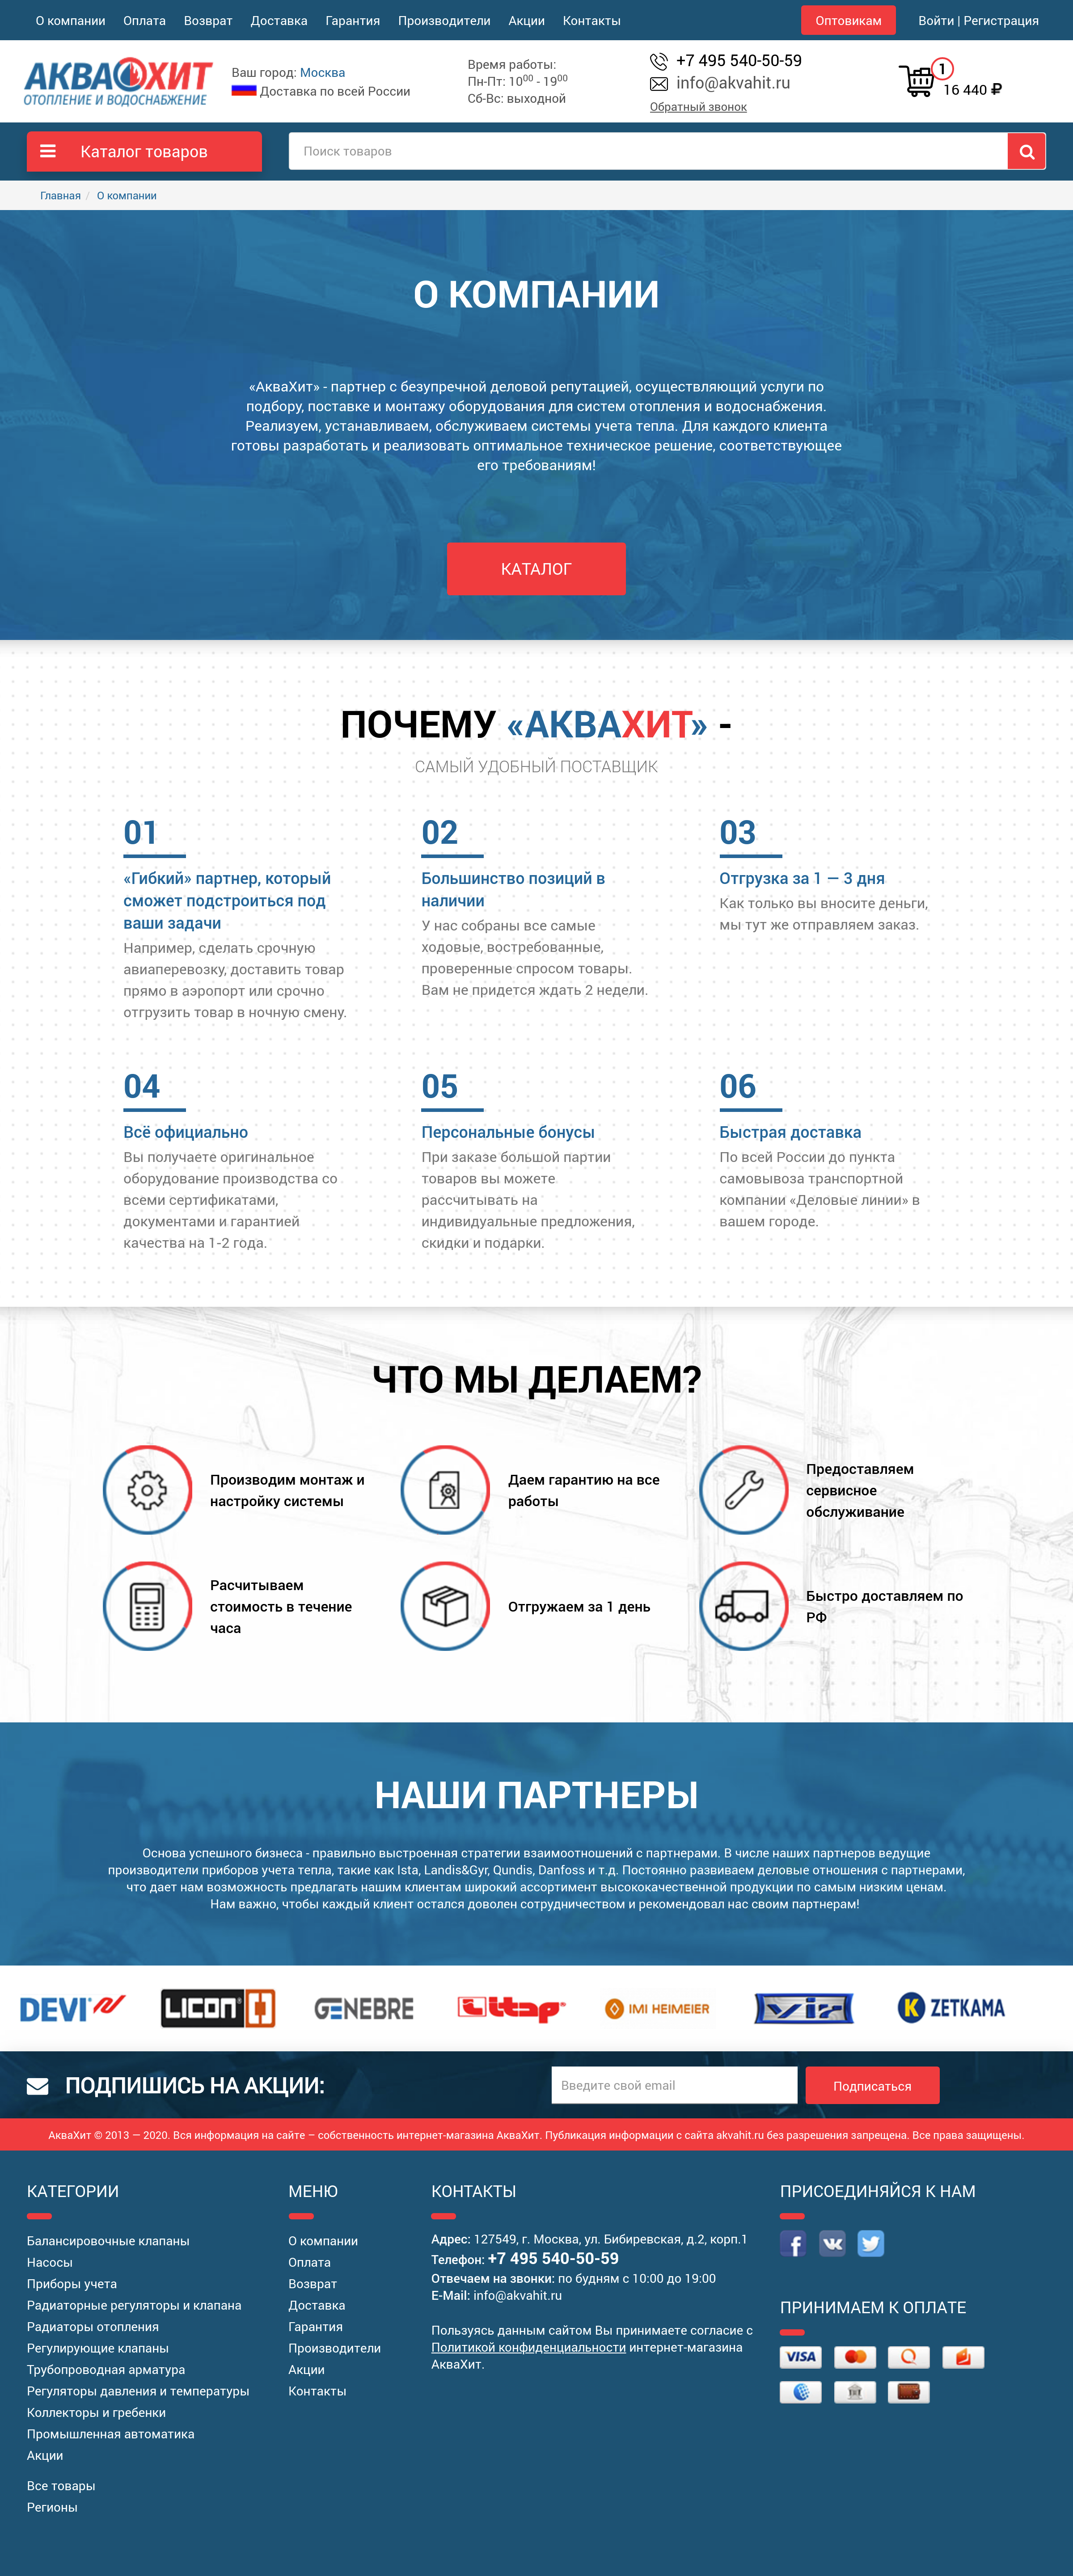 О компании Оплата Возврат Доставка Гарантия Производители Акции Контакты Оптовикам Войти | Регистрация
АКВАХИТ
ОТОПЛЕНИЕ И ВОДОСНАБЖЕНИЕ
Ваш город: Москва
Доставка по всей России
Время работы:
Пн-Пт: 10⁰⁰ - 19⁰⁰
Сб-Вс: выходной
+7 495 540-50-59
info@akvahit.ru
Обратный звонок
1
16 440 ₽
Каталог товаров
Поиск товаров
Главная / О компании
О КОМПАНИИ
«АкваХит» - партнер с безупречной деловой репутацией, осуществляющий услуги по
подбору, поставке и монтажу оборудования для систем отопления и водоснабжения.
Реализуем, устанавливаем, обслуживаем системы учета тепла. Для каждого клиента
готовы разработать и реализовать оптимальное техническое решение, соответствующее
его требованиям!
КАТАЛОГ
ПОЧЕМУ «АКВАХИТ» -
САМЫЙ УДОБНЫЙ ПОСТАВЩИК
01
«Гибкий» партнер, который
сможет подстроиться под
ваши задачи
Например, сделать срочную
авиаперевозку, доставить товар
прямо в аэропорт или срочно
отгрузить товар в ночную смену.
02
Большинство позиций в
наличии
У нас собраны все самые
ходовые, востребованные,
проверенные спросом товары.
Вам не придется ждать 2 недели.
03
Отгрузка за 1 — 3 дня
Как только вы вносите деньги,
мы тут же отправляем заказ.
04
Всё официально
Вы получаете оригинальное
оборудование производства со
всеми сертификатами,
документами и гарантией
качества на 1-2 года.
05
Персональные бонусы
При заказе большой партии
товаров вы можете
рассчитывать на
индивидуальные предложения,
скидки и подарки.
06
Быстрая доставка
По всей России до пункта
самовывоза транспортной
компании «Деловые линии» в
вашем городе.
ЧТО МЫ ДЕЛАЕМ?
Производим монтаж и
настройку системы
Даем гарантию на все
работы
Предоставляем
сервисное
обслуживание
Расчитываем
стоимость в течение
часа
Отгружаем за 1 день
Быстро доставляем по
РФ
НАШИ ПАРТНЕРЫ
Основа успешного бизнеса - правильно выстроенная стратегии взаимоотношений с партнерами. В числе наших партнеров ведущие
производители приборов учета тепла, такие как Ista, Landis&Gyr, Qundis, Danfoss и т.д. Постоянно развиваем деловые отношения с партнерами,
что дает нам возможность предлагать нашим клиентам широкий ассортимент высококачественной продукции по самым низким ценам.
Нам важно, чтобы каждый клиент остался доволен сотрудничеством и рекомендовал нас своим партнерам!
DEVI LICON GENEBRE itap IMI HEIMEIER VIR ZETKAMA
ПОДПИШИСЬ НА АКЦИИ:
Введите свой email
Подписаться
АкваХит © 2013 — 2020. Вся информация на сайте – собственность интернет-магазина АкваХит. Публикация информации с сайта akvahit.ru без разрешения запрещена. Все права защищены.
КАТЕГОРИИ
Балансировочные клапаны
Насосы
Приборы учета
Радиаторные регуляторы и клапана
Радиаторы отопления
Регулирующие клапаны
Трубопроводная арматура
Регуляторы давления и температуры
Коллекторы и гребенки
Промышленная автоматика
Акции
Все товары
Регионы
МЕНЮ
О компании
Оплата
Возврат
Доставка
Гарантия
Производители
Акции
Контакты
КОНТАКТЫ
Адрес: 127549, г. Москва, ул. Бибиревская, д.2, корп.1
Телефон: +7 495 540-50-59
Отвечаем на звонки: по будням с 10:00 до 19:00
E-Mail: info@akvahit.ru
Пользуясь данным сайтом Вы принимаете согласие с
Политикой конфиденциальности интернет-магазина
АкваХит.
ПРИСОЕДИНЯЙСЯ К НАМ
ПРИНИМАЕМ К ОПЛАТЕ
VISA